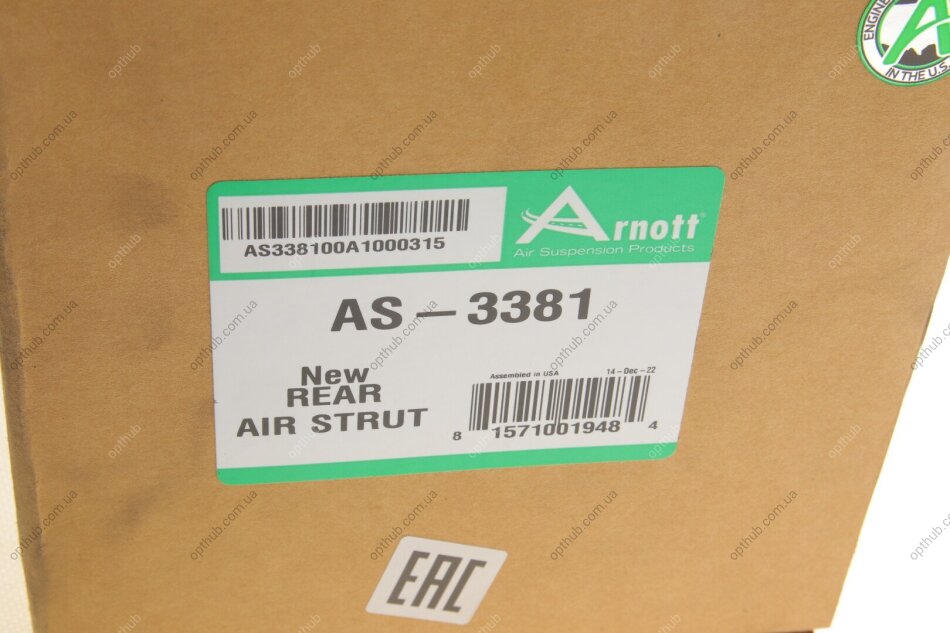 ENGINE
IN THE U.S.
AS338100A1000315
Arnott®
Air Suspension Products
AS-3381
New
REAR
AIR STRUT
Assembled in USA
14-Dec-22
8 1571001948 4
EAC
opthub.com.ua